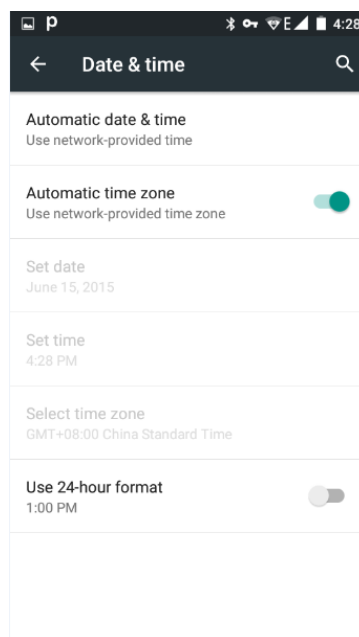 p E 4:28
Date & time
Automatic date & time
Use network-provided time
Automatic time zone
Use network-provided time zone
Set date
June 15, 2015
Set time
4:28 PM
Select time zone
GMT+08:00 China Standard Time
Use 24-hour format
1:00 PM